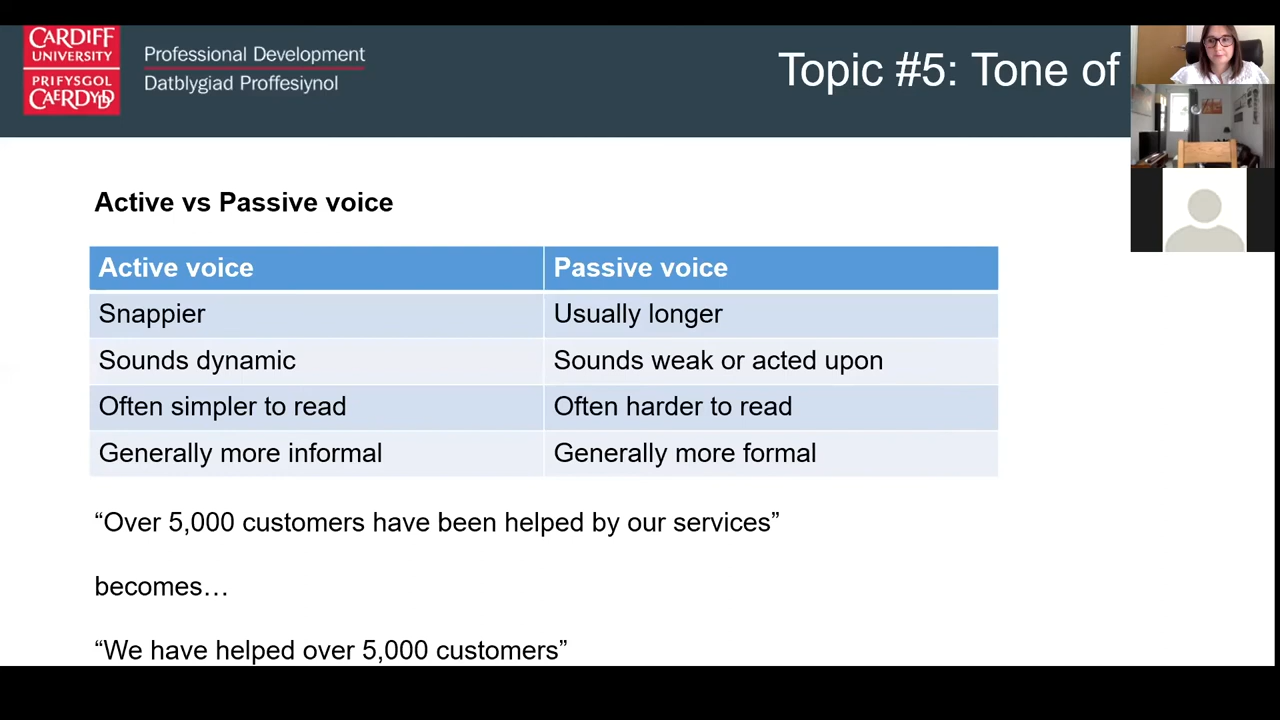 CARDIFF
UNIVERSITY
PRIFYSGOL
CAERDYDD
Professional Development
Datblygiad Proffesiynol
Topic #5: Tone of
Active vs Passive voice
Active voice Passive voice
Snappier Usually longer
Sounds dynamic Sounds weak or acted upon
Often simpler to read Often harder to read
Generally more informal Generally more formal
“Over 5,000 customers have been helped by our services”
becomes…
“We have helped over 5,000 customers”